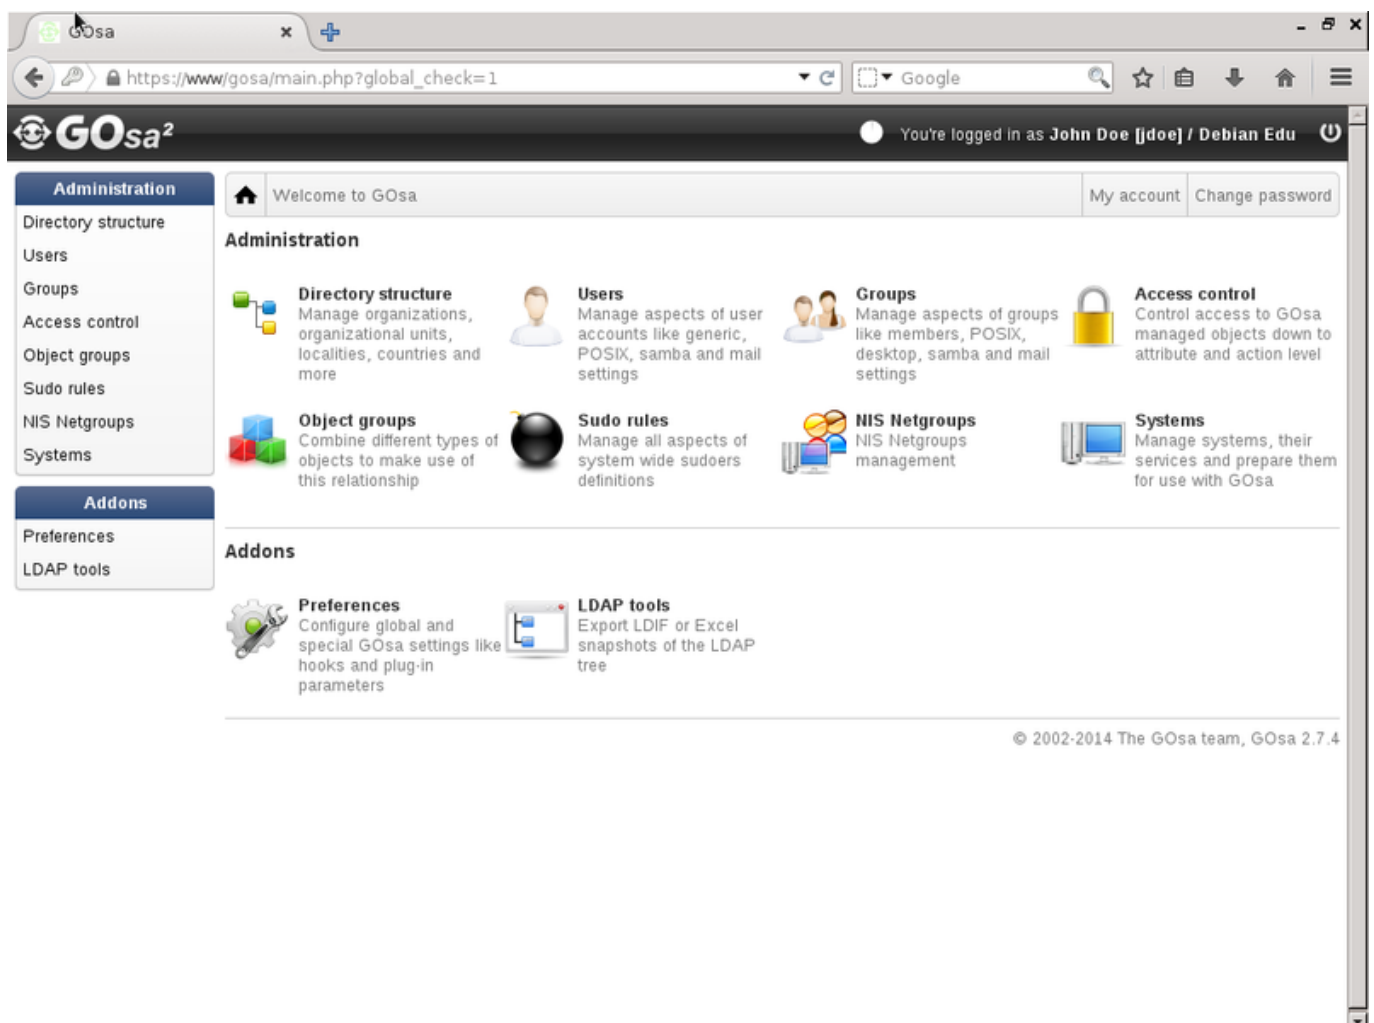 GOsa
https://www/gosa/main.php?global_check=1
Google
GOsa²
You're logged in as John Doe [jdoe] / Debian Edu
Administration
Directory structure
Users
Groups
Access control
Object groups
Sudo rules
NIS Netgroups
Systems
Addons
Preferences
LDAP tools
Welcome to GOsa
My account
Change password
Administration
Directory structure
Manage organizations,
organizational units,
localities, countries and
more
Users
Manage aspects of user
accounts like generic,
POSIX, samba and mail
settings
Groups
Manage aspects of groups
like members, POSIX,
desktop, samba and mail
settings
Access control
Control access to GOsa
managed objects down to
attribute and action level
Object groups
Combine different types of
objects to make use of
this relationship
Sudo rules
Manage all aspects of
system wide sudoers
definitions
NIS Netgroups
NIS Netgroups
management
Systems
Manage systems, their
services and prepare them
for use with GOsa
Addons
Preferences
Configure global and
special GOsa settings like
hooks and plug-in
parameters
LDAP tools
Export LDIF or Excel
snapshots of the LDAP
tree
© 2002-2014 The GOsa team, GOsa 2.7.4